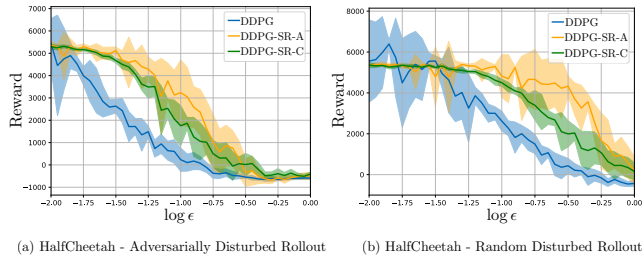 7000
6000
5000
4000
3000
2000
1000
0
−1000
Reward
−2.00 −1.75 −1.50 −1.25 −1.00 −0.75 −0.50 −0.25 0.00
log ϵ
DDPG
DDPG-SR-A
DDPG-SR-C
(a) HalfCheetah - Adversarially Disturbed Rollout
8000
6000
4000
2000
0
Reward
−2.00 −1.75 −1.50 −1.25 −1.00 −0.75 −0.50 −0.25 0.00
log ϵ
DDPG
DDPG-SR-A
DDPG-SR-C
(b) HalfCheetah - Random Disturbed Rollout